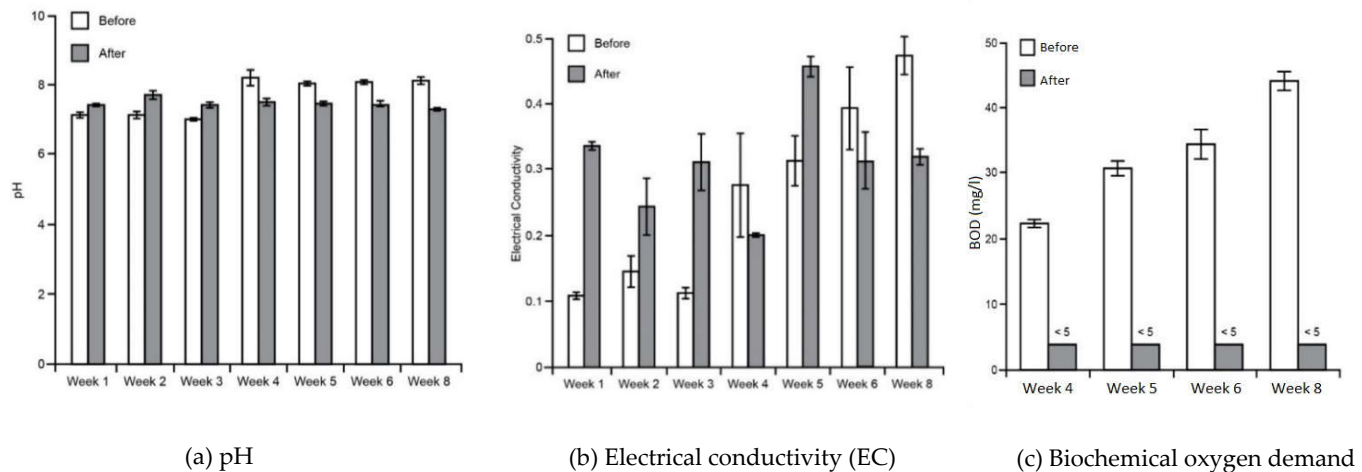 10
8
6
4
2
0
pH
Before
After
Week 1 Week 2 Week 3 Week 4 Week 5 Week 6 Week 8
(a) pH
0.5
0.4
0.3
0.2
0.1
0
Electrical Conductivity
Before
After
Week 1 Week 2 Week 3 Week 4 Week 5 Week 6 Week 8
(b) Electrical conductivity (EC)
50
40
30
20
10
0
BOD (mg/l)
Before
After
< 5 < 5 < 5 < 5
Week 4 Week 5 Week 6 Week 8
(c) Biochemical oxygen demand